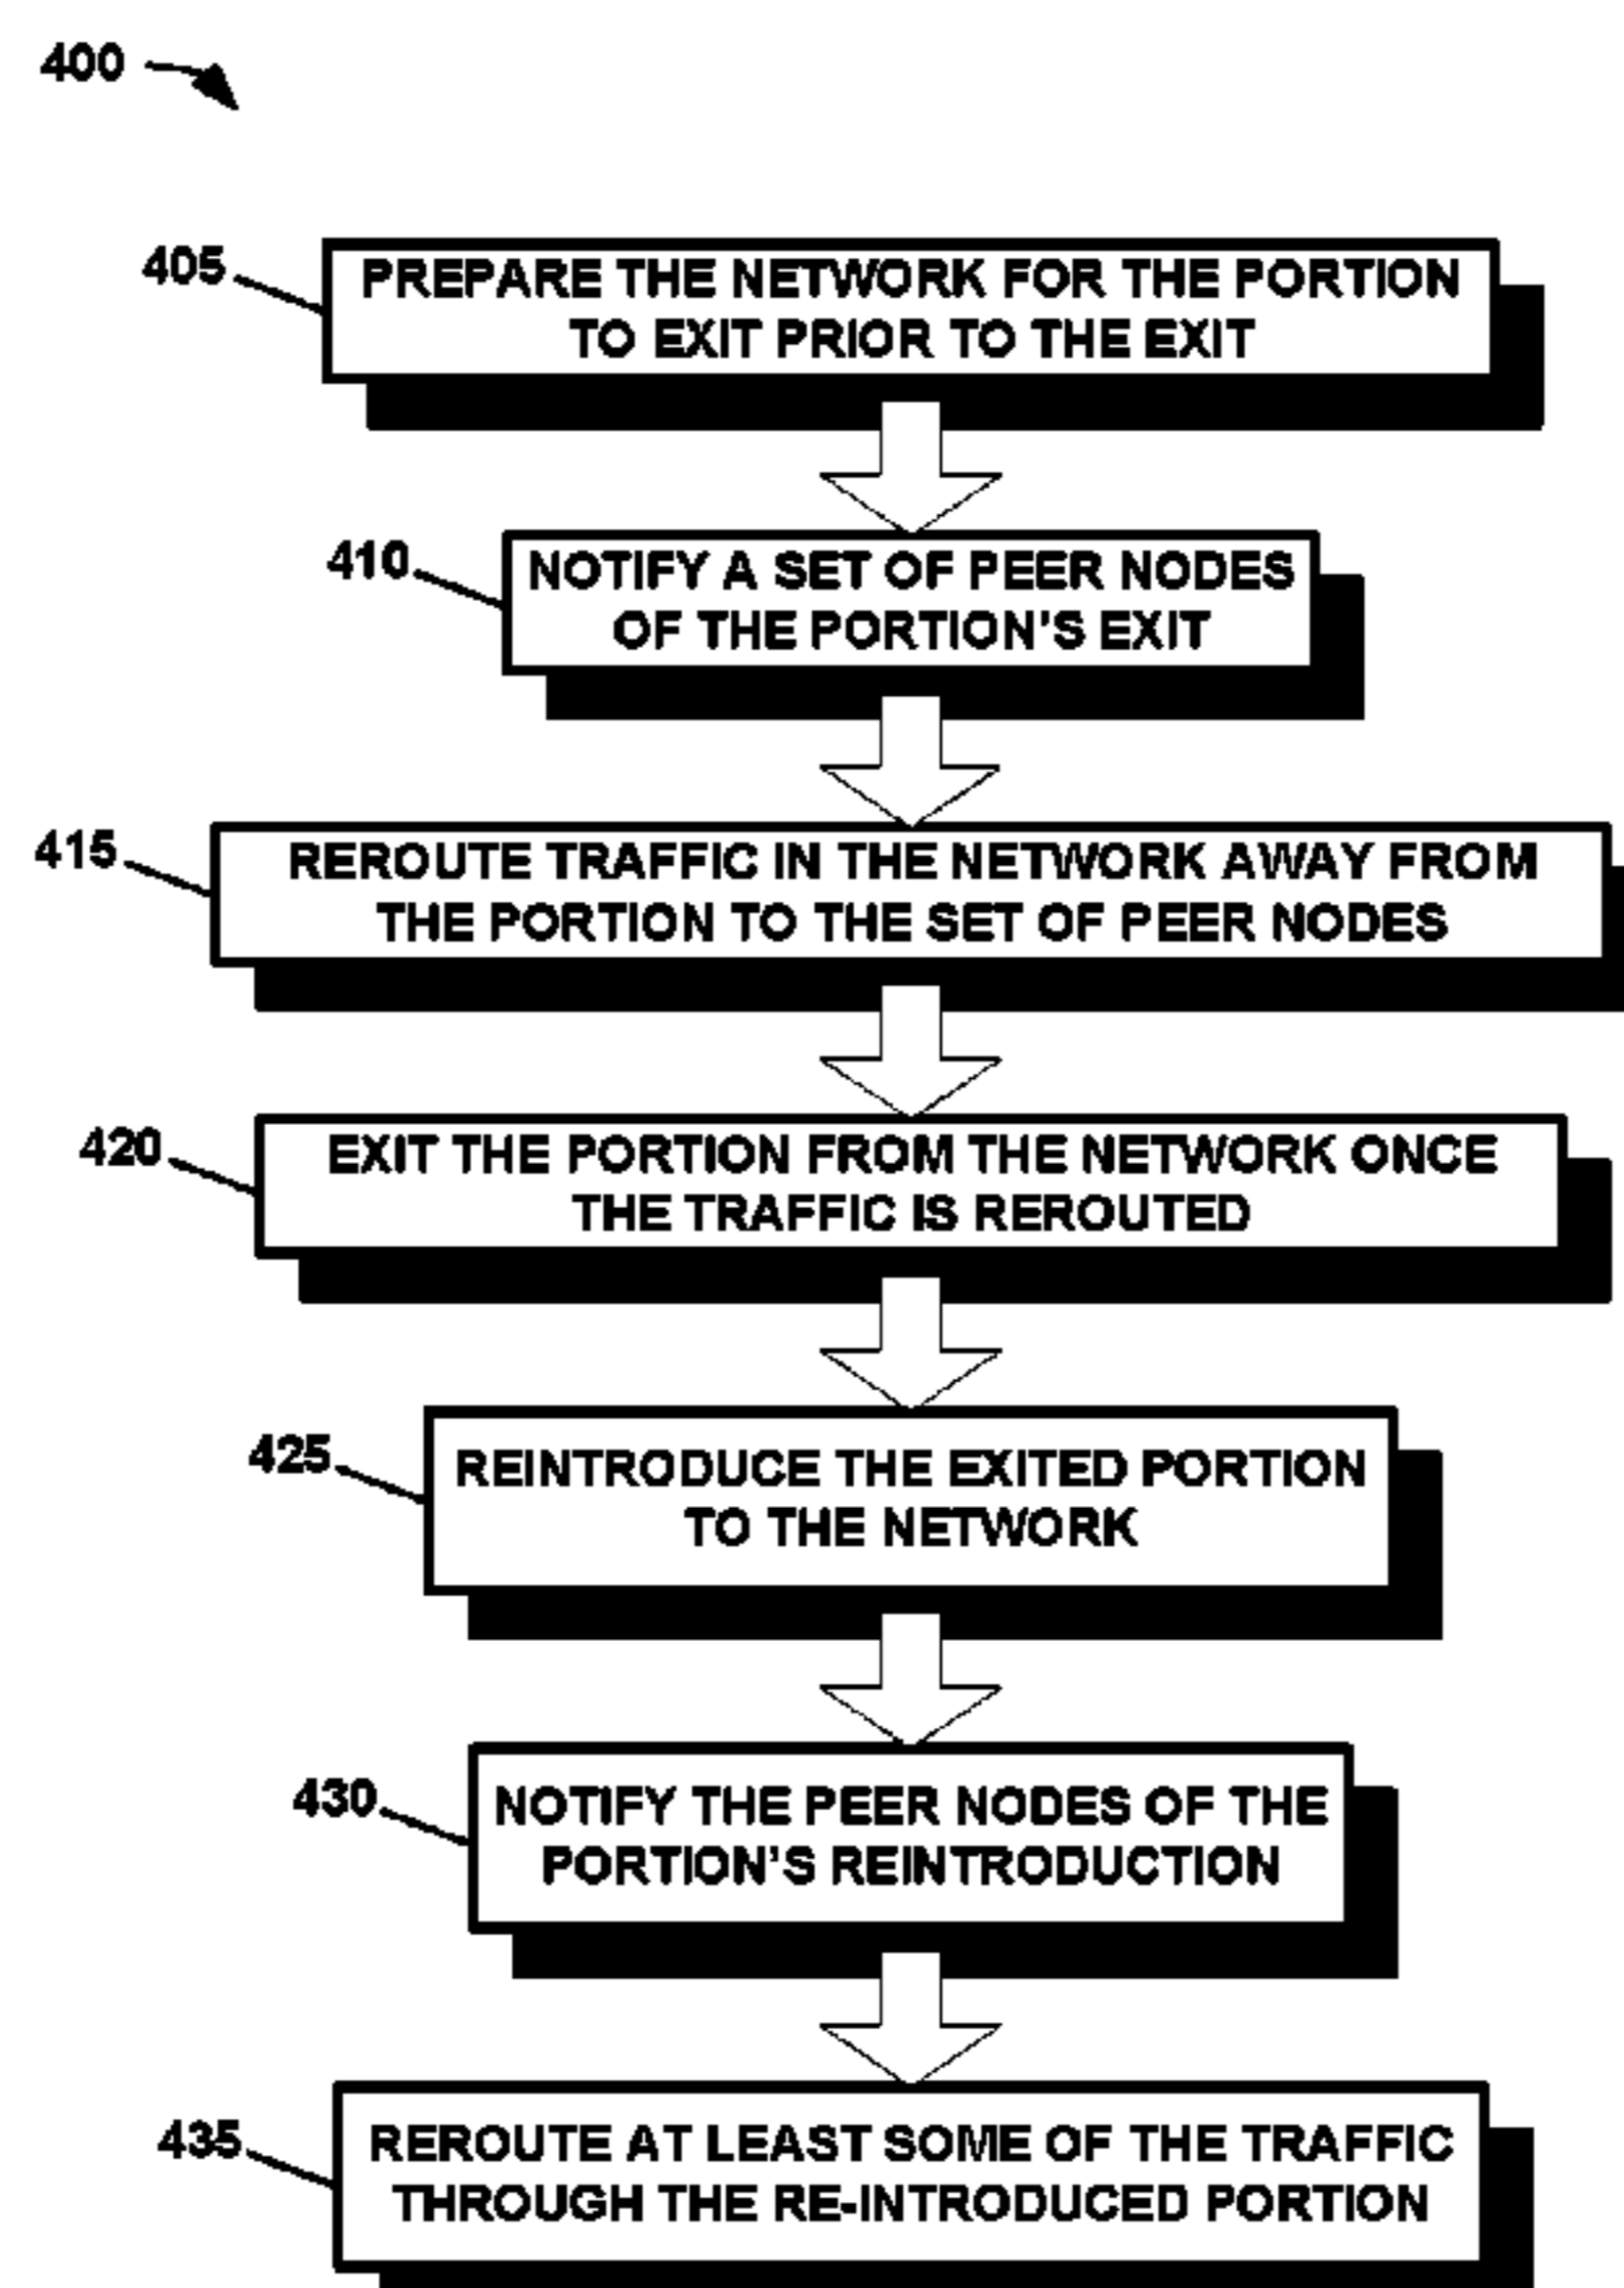 400
405
PREPARE THE NETWORK FOR THE PORTION
TO EXIT PRIOR TO THE EXIT
410
NOTIFY A SET OF PEER NODES
OF THE PORTION'S EXIT
415
REROUTE TRAFFIC IN THE NETWORK AWAY FROM
THE PORTION TO THE SET OF PEER NODES
420
EXIT THE PORTION FROM THE NETWORK ONCE
THE TRAFFIC IS REROUTED
425
REINTRODUCE THE EXITED PORTION
TO THE NETWORK
430
NOTIFY THE PEER NODES OF THE
PORTION'S REINTRODUCTION
435
REROUTE AT LEAST SOME OF THE TRAFFIC
THROUGH THE RE-INTRODUCED PORTION